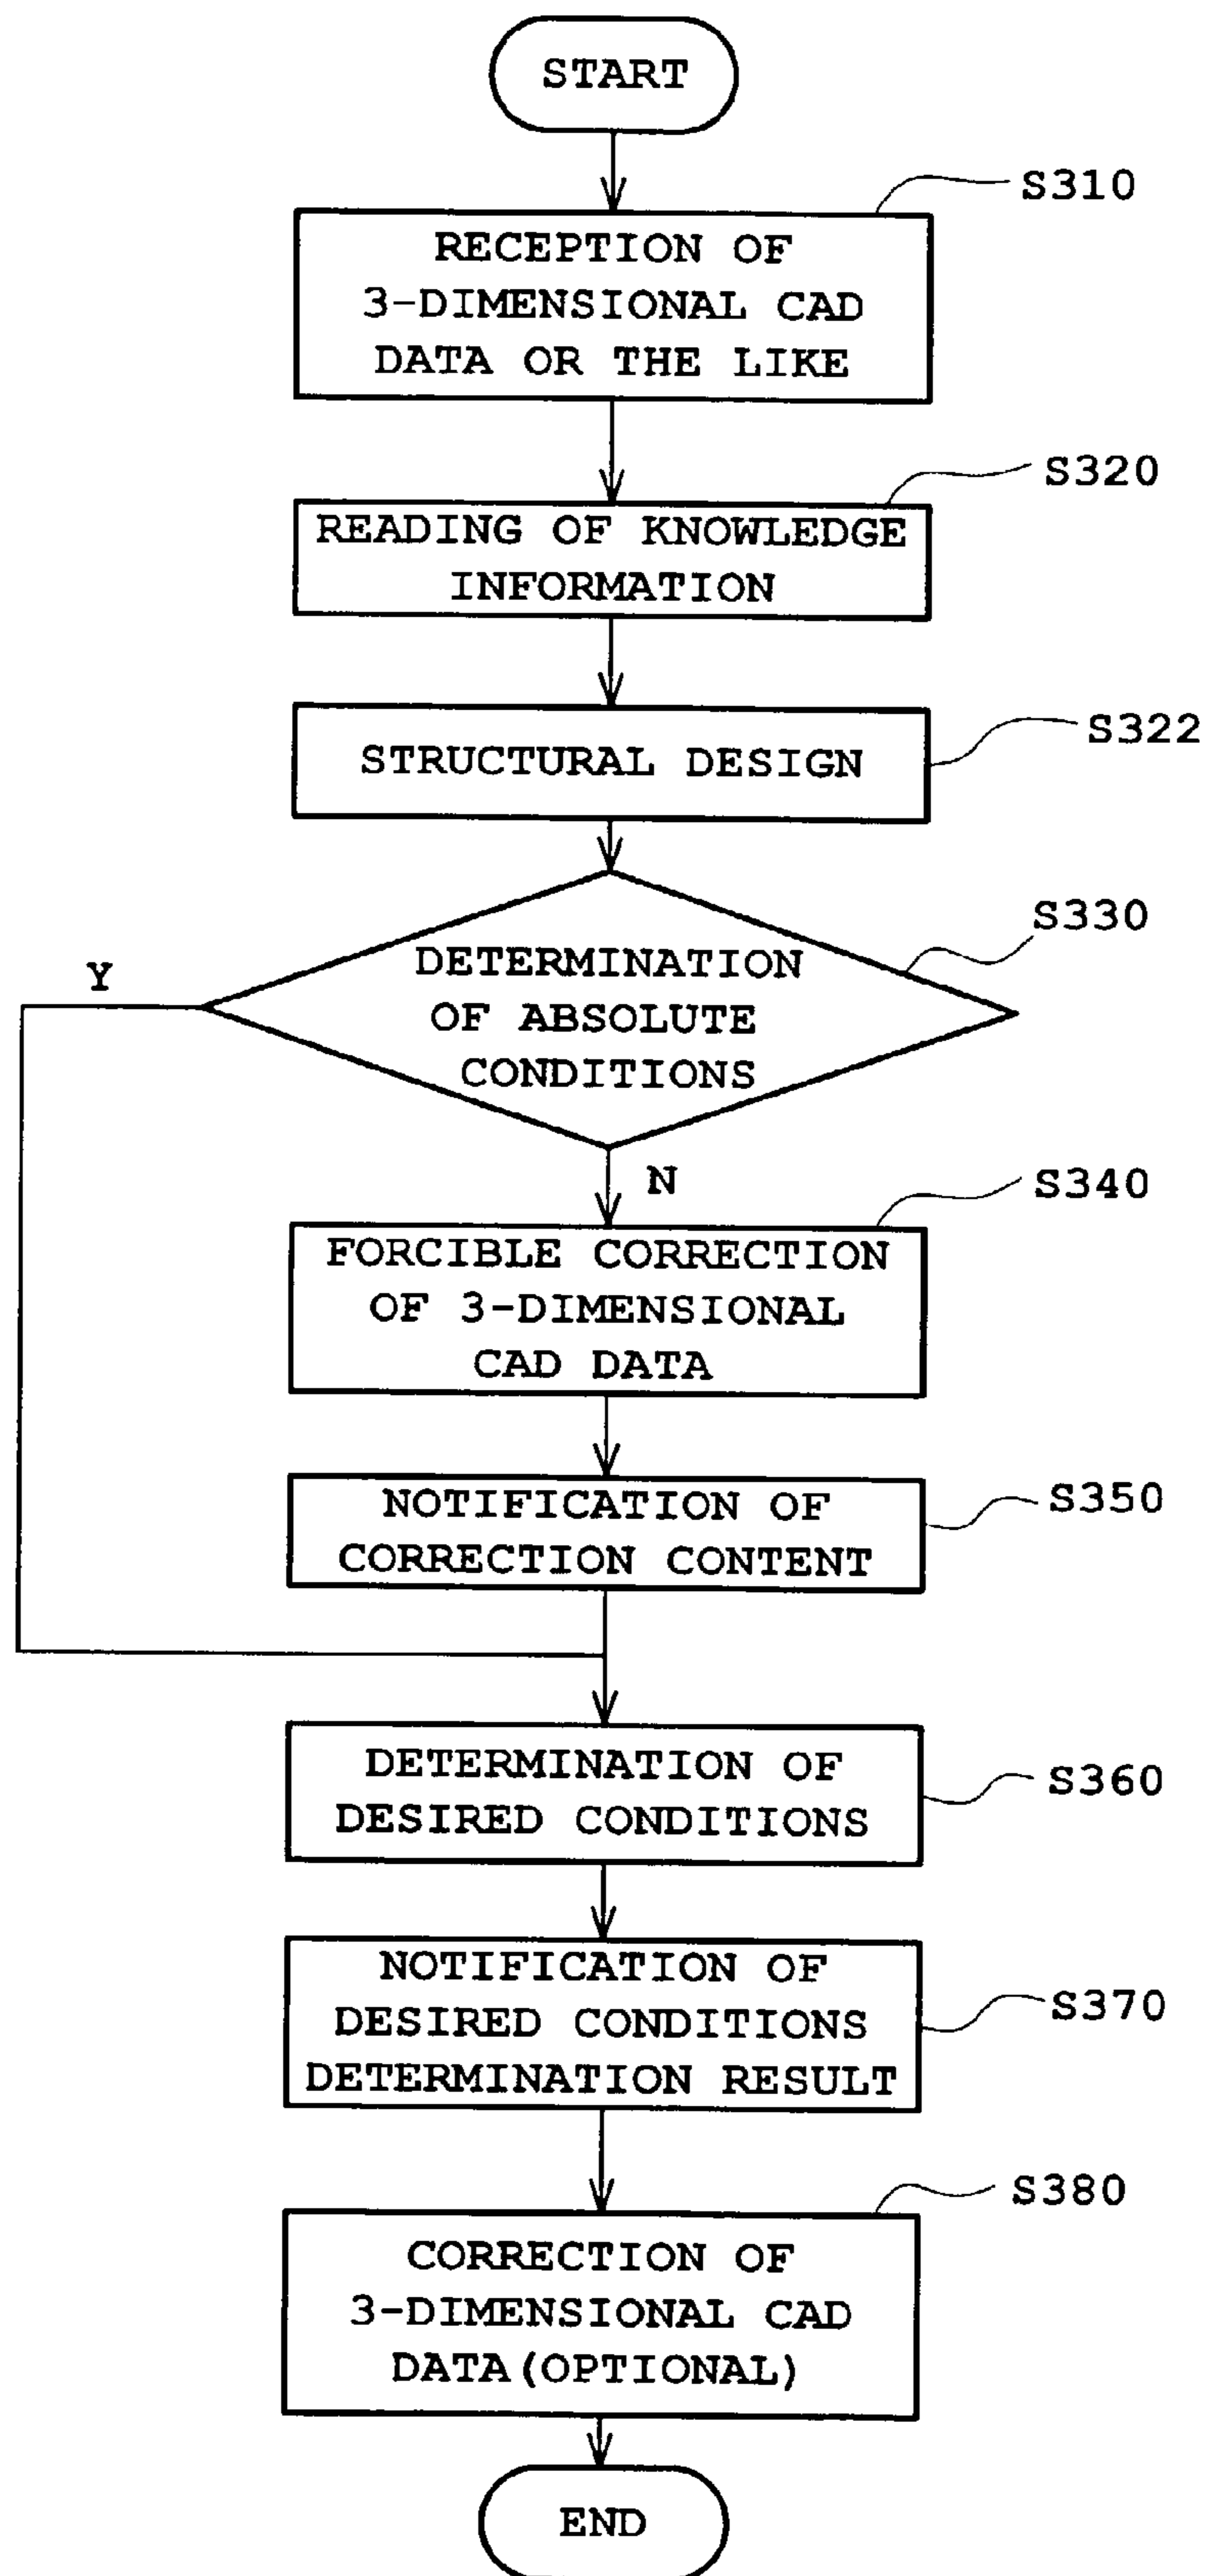 START
S310
RECEPTION OF
3-DIMENSIONAL CAD
DATA OR THE LIKE
S320
READING OF KNOWLEDGE
INFORMATION
S322
STRUCTURAL DESIGN
S330
DETERMINATION
OF ABSOLUTE
CONDITIONS
Y
N
S340
FORCIBLE CORRECTION
OF 3-DIMENSIONAL
CAD DATA
S350
NOTIFICATION OF
CORRECTION CONTENT
S360
DETERMINATION OF
DESIRED CONDITIONS
S370
NOTIFICATION OF
DESIRED CONDITIONS
DETERMINATION RESULT
S380
CORRECTION OF
3-DIMENSIONAL CAD
DATA(OPTIONAL)
END